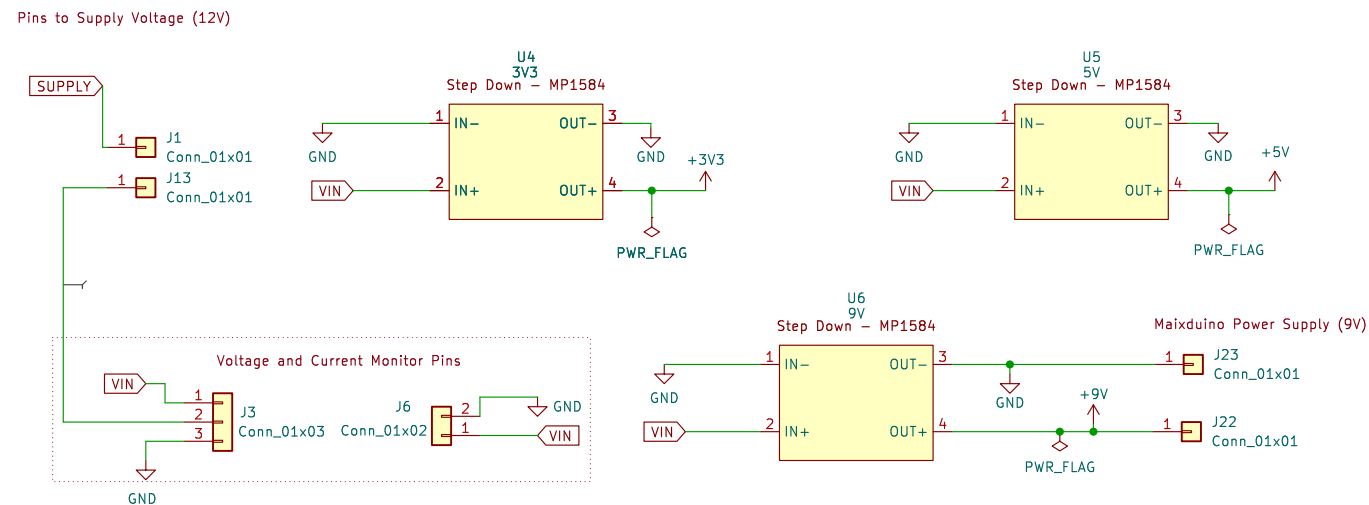 Pins to Supply Voltage (12V)
SUPPLY
1
J1
Conn_01x01
1
J13
Conn_01x01
U4
3V3
Step Down - MP1584
1
IN-
OUT-
3
GND
GND
+3V3
VIN
2
IN+
OUT+
4
PWR_FLAG
U5
5V
Step Down - MP1584
1
IN-
OUT-
3
GND
GND
+5V
VIN
2
IN+
OUT+
4
PWR_FLAG
Voltage and Current Monitor Pins
VIN
1
2
3
J3
Conn_01x03
GND
J6
Conn_01x02
2
1
GND
VIN
U6
9V
Step Down - MP1584
1
IN-
OUT-
3
GND
GND
VIN
2
IN+
OUT+
4
+9V
PWR_FLAG
Maixduino Power Supply (9V)
1
J23
Conn_01x01
1
J22
Conn_01x01